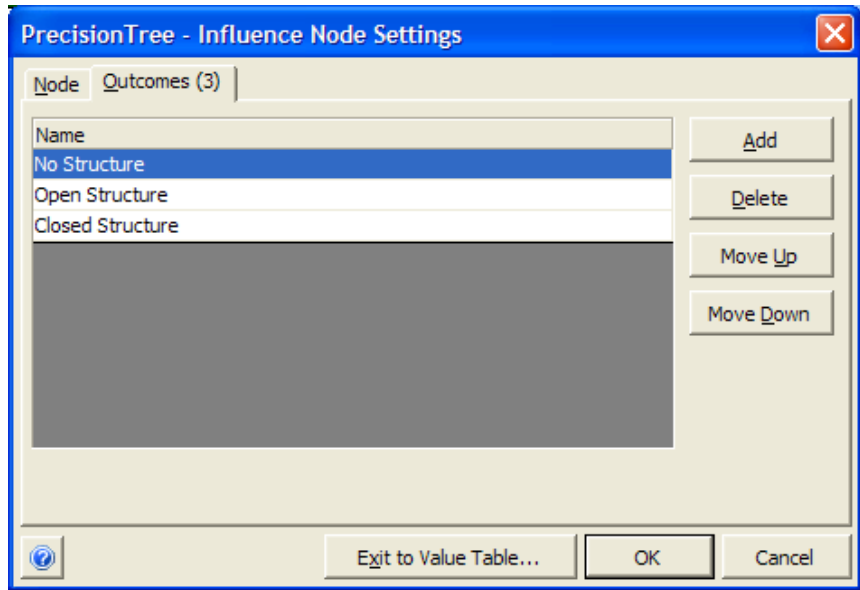 PrecisionTree - Influence Node Settings
Node Outcomes (3)
Name
No Structure
Open Structure
Closed Structure
Add
Delete
Move Up
Move Down
Exit to Value Table... OK Cancel